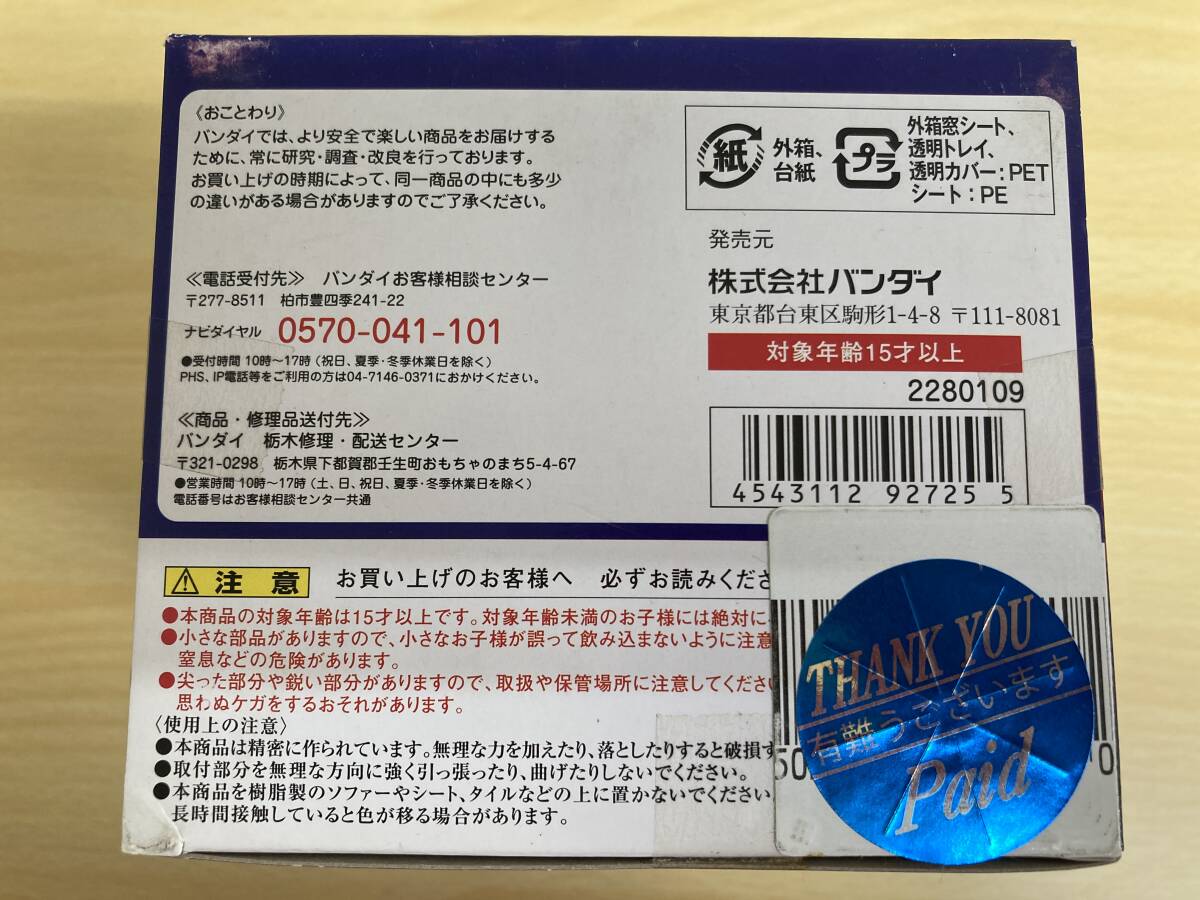 〈おことわり〉
バンダイでは、より安全で楽しい商品をお届けする
ために、常に研究・調査・改良を行っております。
お買い上げの時期によって、同一商品の中にも多少
の違いがある場合がありますのでご了承ください。
紙
外箱、
台紙
プラ
外箱窓シート、
透明トレイ、
透明カバー:PET
シート:PE
≪電話受付先≫ バンダイお客様相談センター
〒277-8511 柏市豊四季241-22
ナビダイヤル 0570-041-101
●受付時間 10時〜17時(祝日、夏季・冬季休業日を除く)
PHS、IP電話等をご利用の方は04-7146-0371におかけください。
≪商品・修理品送付先≫
バンダイ 栃木修理・配送センター
〒321-0298 栃木県下都賀郡壬生町おもちゃのまち5-4-67
●営業時間 10時〜17時(土、日、祝日、夏季・冬季休業日を除く)
電話番号はお客様相談センター共通
発売元
株式会社バンダイ
東京都台東区駒形1-4-8 〒111-8081
対象年齢15才以上
2280109
4543112 92725 5
注意 お買い上げのお客様へ 必ずお読みくださ
●本商品の対象年齢は15才以上です。対象年齢未満のお子様には絶対に
●小さな部品がありますので、小さなお子様が誤って飲み込まないように注意
窒息などの危険があります。
●尖った部分や鋭い部分がありますので、取扱や保管場所に注意してくださ
思わぬケガをするおそれがあります。
〈使用上の注意〉
●本商品は精密に作られています。無理な力を加えたり、落としたりすると破損す
●取付部分を無理な方向に強く引っ張ったり、曲げたりしないでください。
●本商品を樹脂製のソファーやシート、タイルなどの上に置かないでください
長時間接触していると色が移る場合があります。
THANK YOU
有難うございます
Paid
50
0